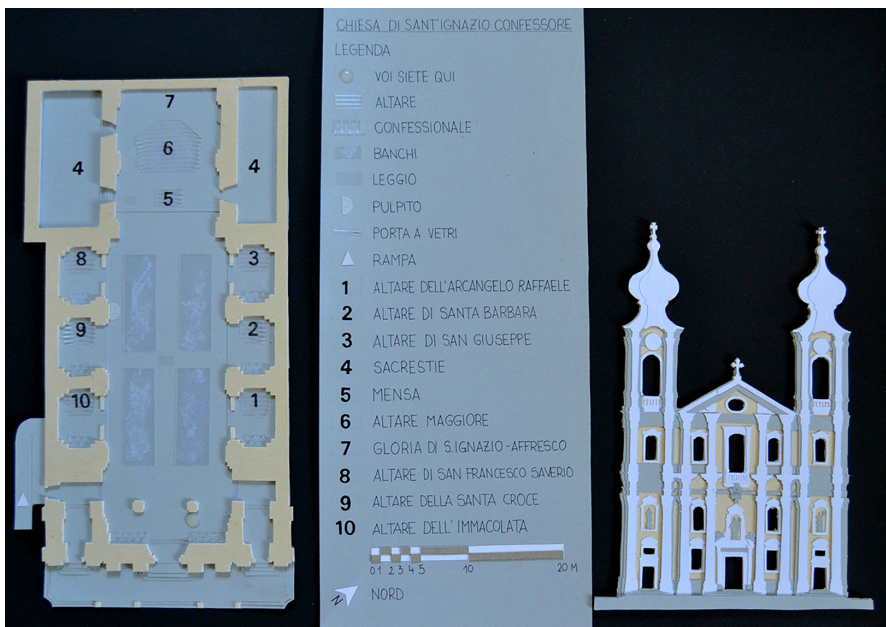 CHIESA DI SANT'IGNAZIO CONFESSORE
LEGENDA
VOI SIETE QUI
ALTARE
CONFESSIONALE
BANCHI
LEGGIO
PULPITO
PORTA A VETRI
RAMPA
1 ALTARE DELL'ARCANGELO RAFFAELE
2 ALTARE DI SANTA BARBARA
3 ALTARE DI SAN GIUSEPPE
4 SACRESTIE
5 MENSA
6 ALTARE MAGGIORE
7 GLORIA DI S.IGNAZIO-AFFRESCO
8 ALTARE DI SAN FRANCESCO SAVERIO
9 ALTARE DELLA SANTA CROCE
10 ALTARE DELL'IMMACOLATA
0 1 2 3 4 5 10 20 M
N NORD
7
6
4 4
5
8 3
9 2
10 1